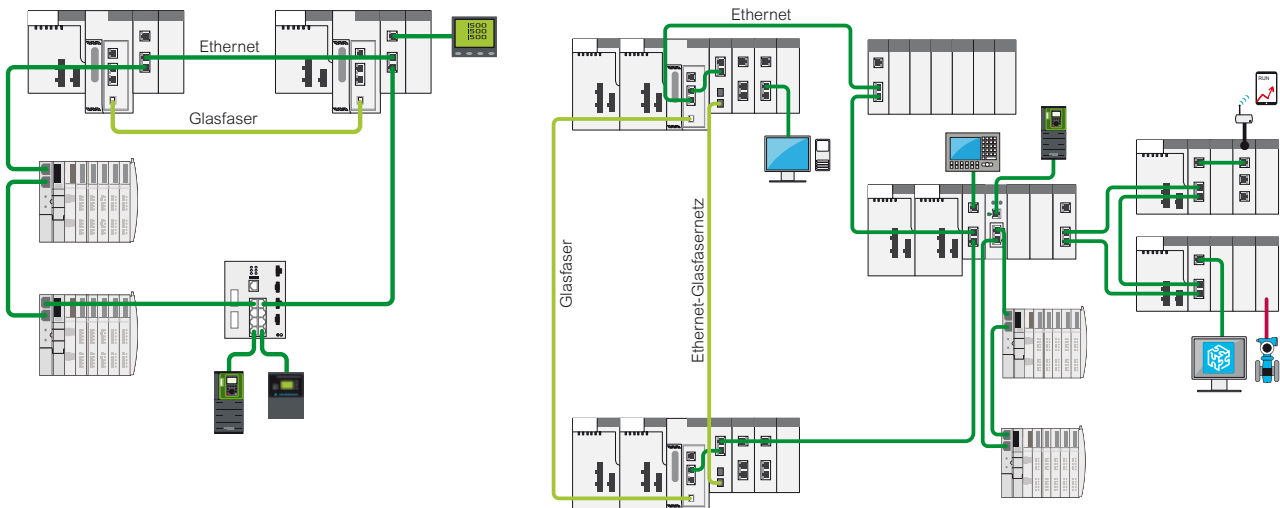 Ethernet
Glasfaser
1500
1500
1500
Ethernet
Glasfaser
Ethernet-Glasfasernetz
RUN